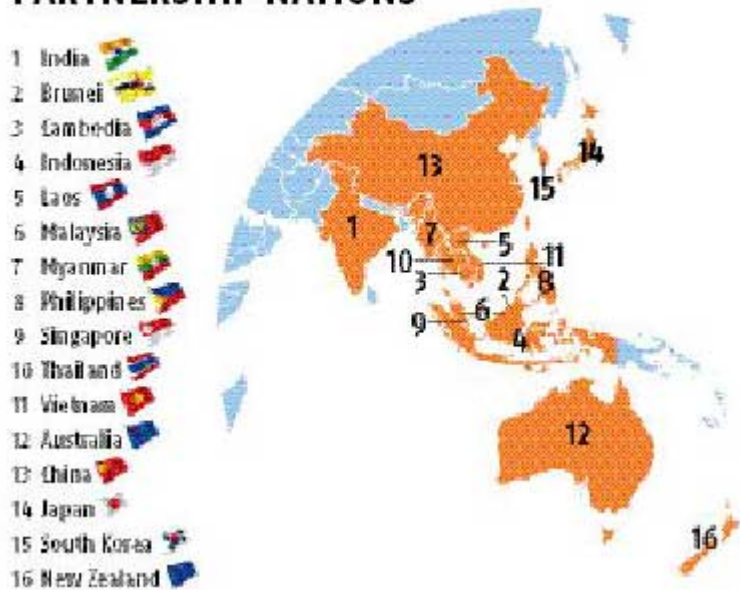 PARTNERSHIP NATIONS
1 India
2 Brunei
3 Cambodia
4 Indonesia
5 Laos
6 Malaysia
7 Myanmar
8 Philippines
9 Singapore
10 Thailand
11 Vietnam
12 Australia
13 China
14 Japan
15 South Korea
16 New Zealand
13
14
15
1
7
5
10
11
3
2
8
6
9
4
12
16